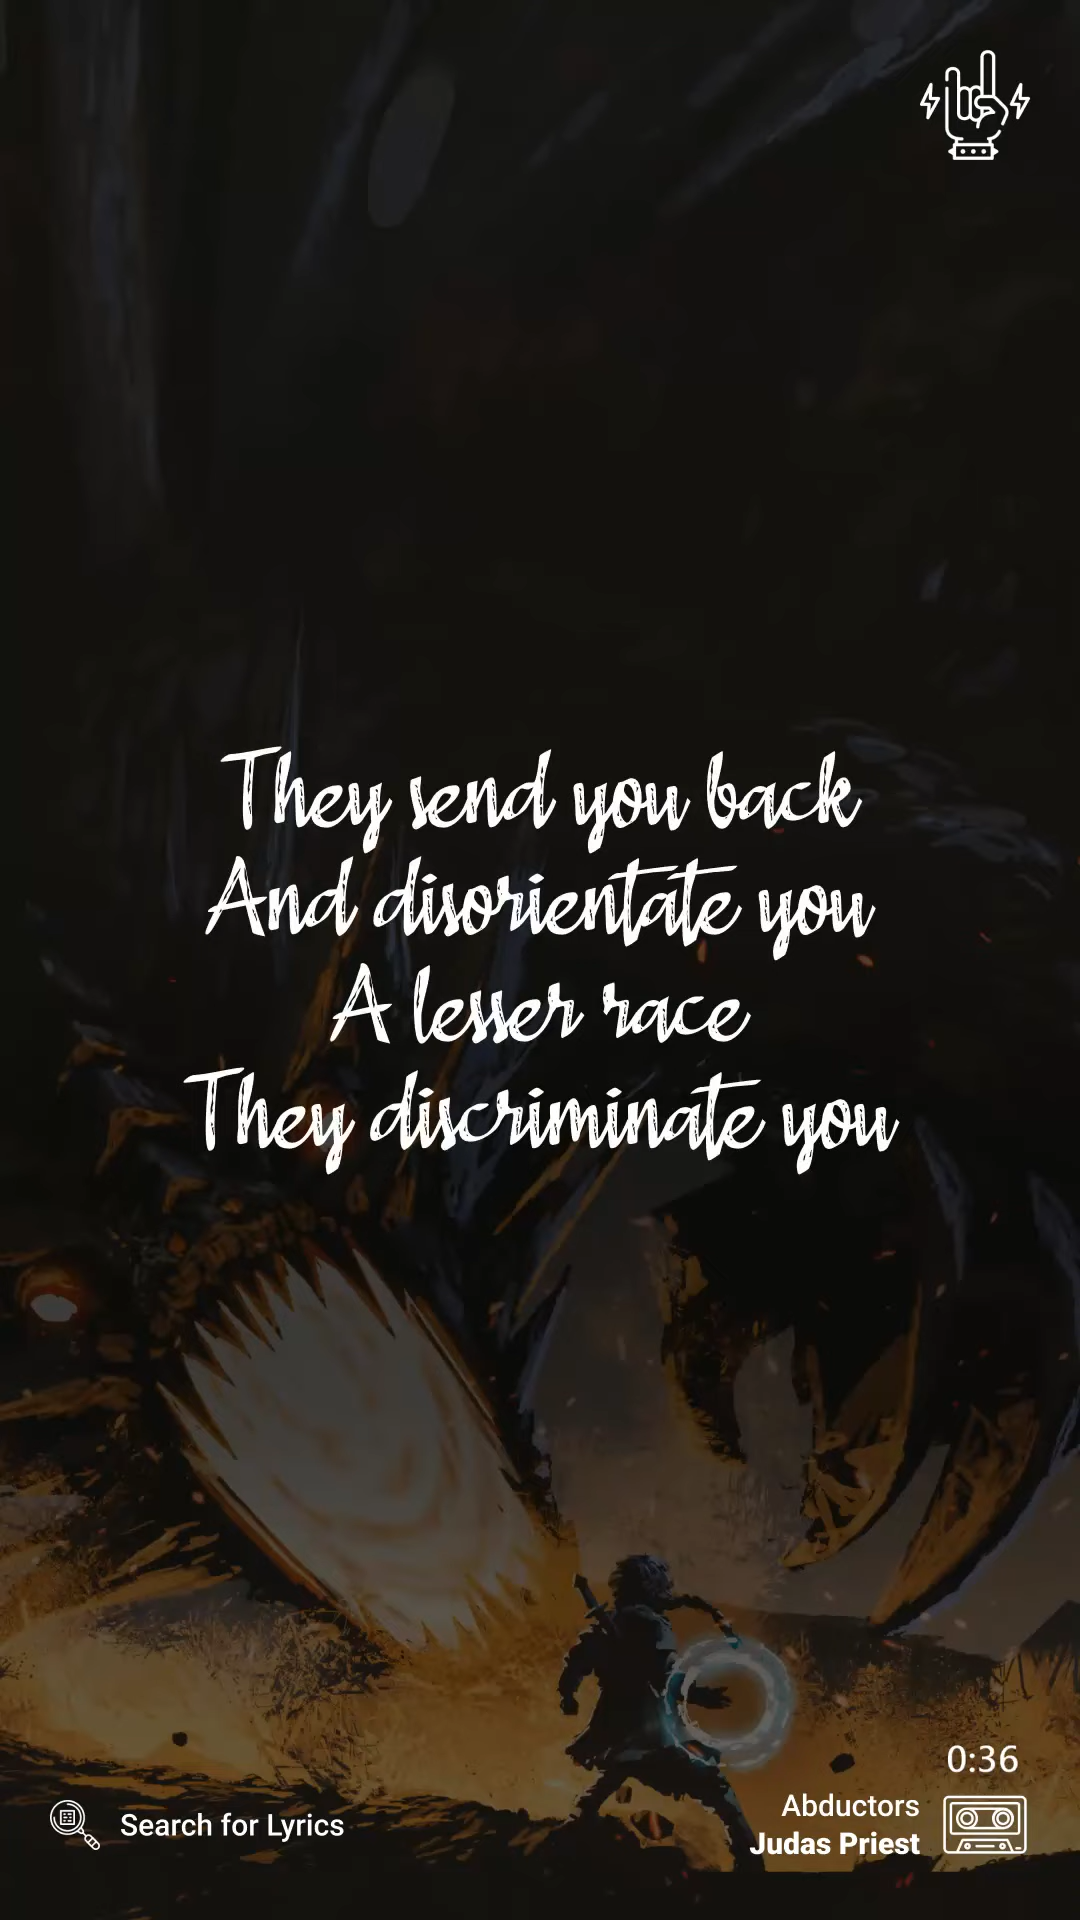 They send you back
And disorientate you
A lesser race
They discriminate you
0:36
Search for Lyrics
Abductors
Judas Priest